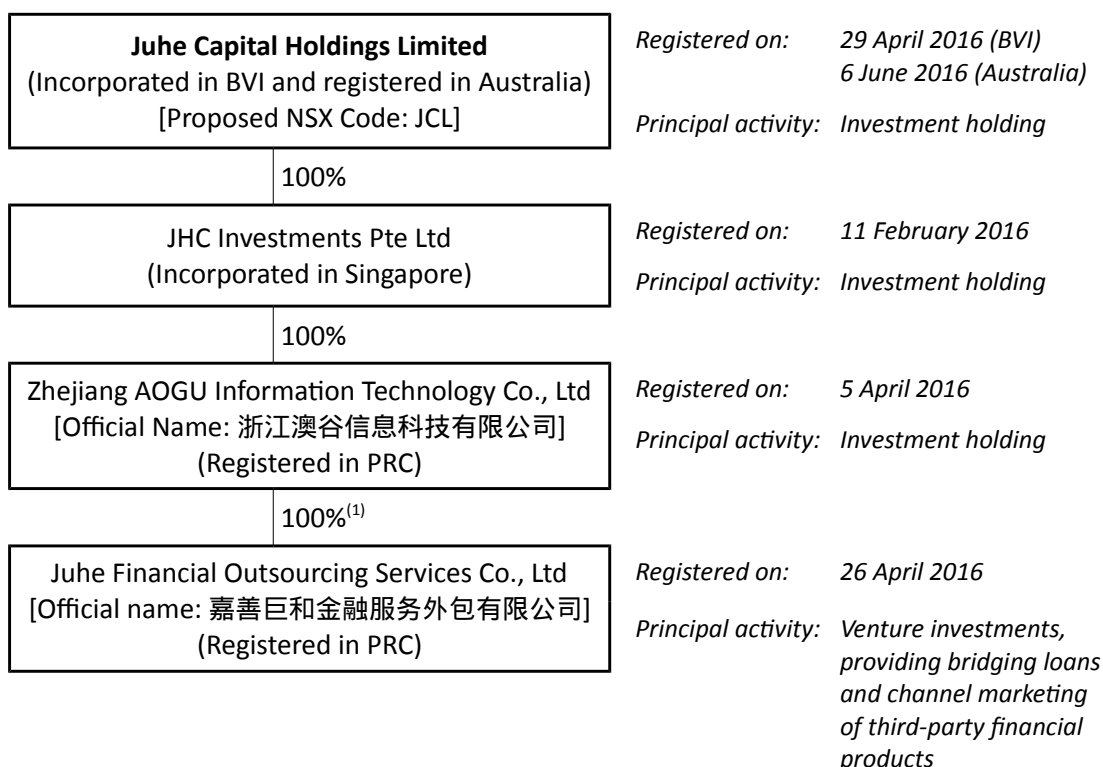 Juhe Capital Holdings Limited
(Incorporated in BVI and registered in Australia)
[Proposed NSX Code: JCL]
Registered on: 29 April 2016 (BVI)
6 June 2016 (Australia)
Principal activity: Investment holding
100%
JHC Investments Pte Ltd
(Incorporated in Singapore)
Registered on: 11 February 2016
Principal activity: Investment holding
100%
Zhejiang AOGU Information Technology Co., Ltd
[Official Name: 浙江澳谷信息科技有限公司]
(Registered in PRC)
Registered on: 5 April 2016
Principal activity: Investment holding
100%(1)
Juhe Financial Outsourcing Services Co., Ltd
[Official name: 嘉善巨和金融服务外包有限公司]
(Registered in PRC)
Registered on: 26 April 2016
Principal activity: Venture investments,
providing bridging loans
and channel marketing
of third-party financial
products